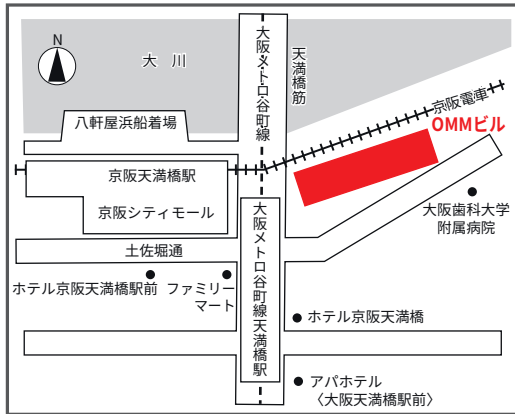 N
大川
大阪メトロ谷町線
天満橋筋
京阪電車
OMMビル
八軒屋浜船着場
京阪天満橋駅
京阪シティモール
大阪歯科大学
附属病院
土佐堀通
大阪メトロ谷町線天満橋駅
ホテル京阪天満橋駅前
ファミリー
マート
ホテル京阪天満橋
アパホテル
〈大阪天満橋駅前〉